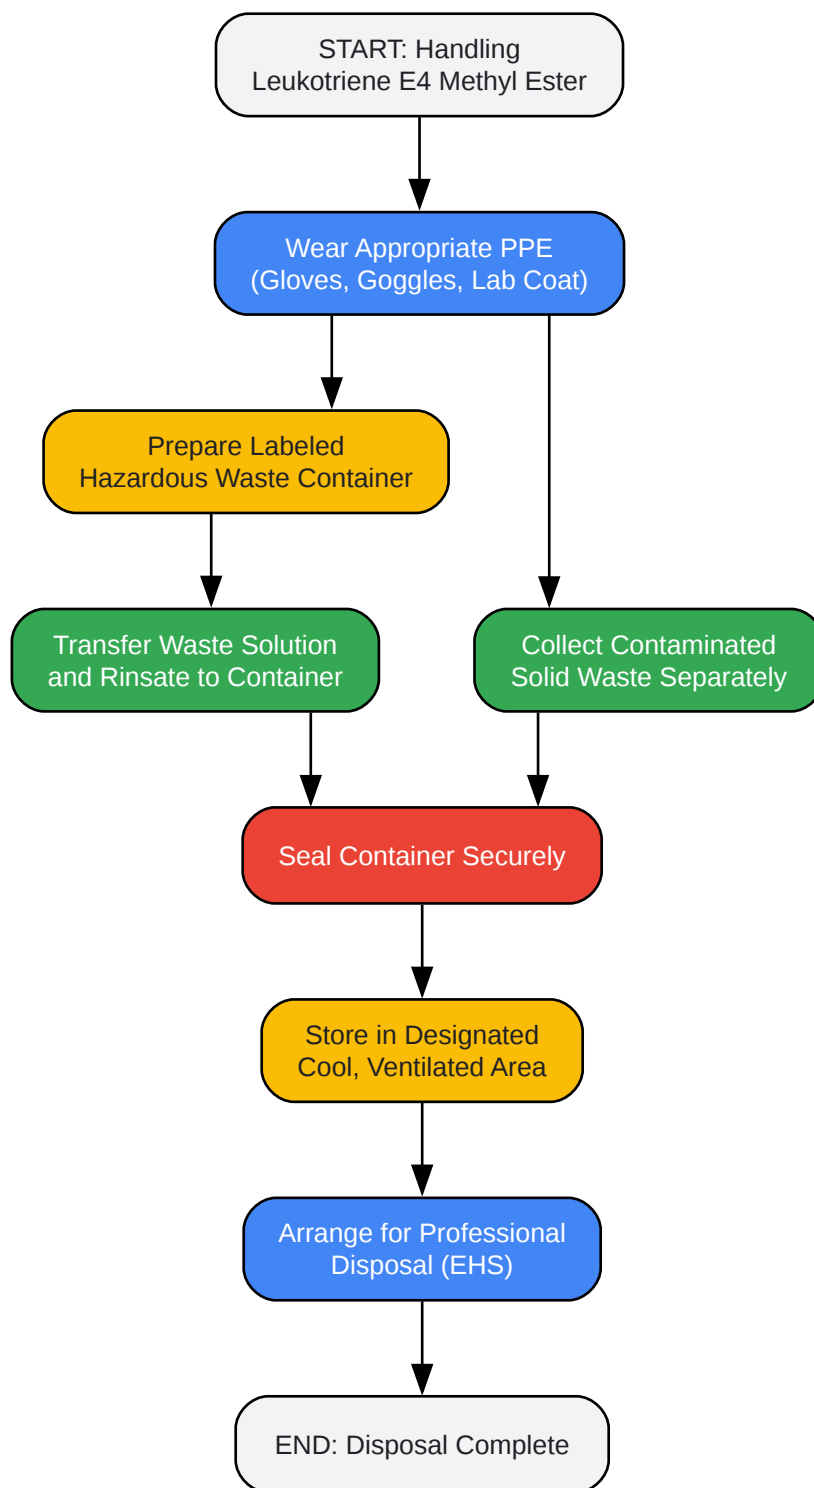 START: Handling
Leukotriene E4 Methyl Ester
Wear Appropriate PPE
(Gloves, Goggles, Lab Coat)
Prepare Labeled
Hazardous Waste Container
Transfer Waste Solution
and Rinsate to Container
Collect Contaminated
Solid Waste Separately
Seal Container Securely
Store in Designated
Cool, Ventilated Area
Arrange for Professional
Disposal (EHS)
END: Disposal Complete